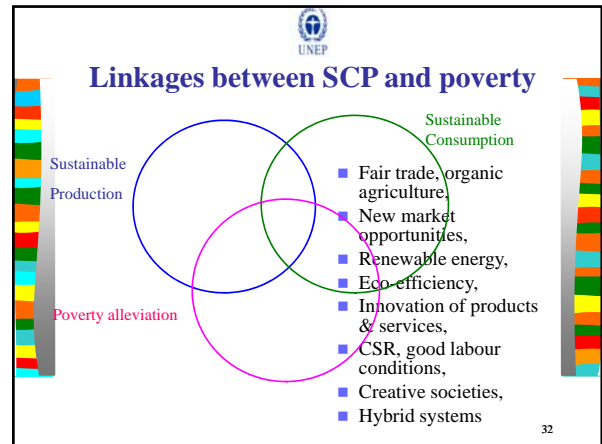 UNEP
Linkages between SCP and poverty
Sustainable
Consumption
Sustainable
Production
Poverty alleviation
Fair trade, organic
agriculture,
New market
opportunities,
Renewable energy,
Eco-efficiency,
Innovation of products
& services,
CSR, good labour
conditions,
Creative societies,
Hybrid systems
32